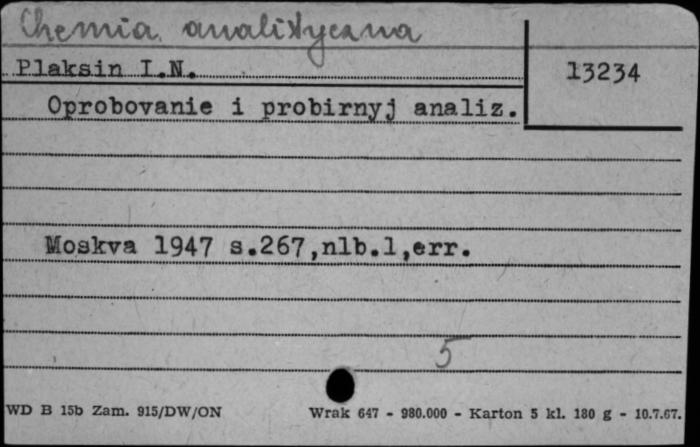 Chemia analityczna
Plaksin I.N.
13234
Oprobovanie i probirnyj analiz.
Moskva 1947 s.267,nlb.1,err.
5
WD B 15b Zam. 915/DW/ON Wrak 647 - 980.000 - Karton 5 kl. 180 g - 10.7.67.